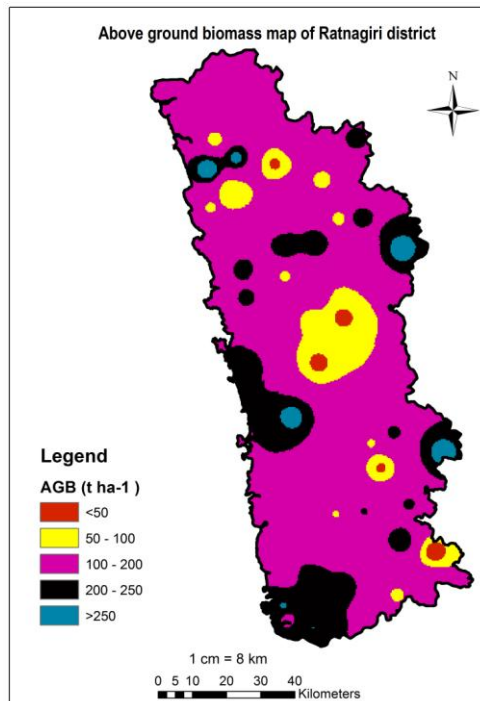 Above ground biomass map of Ratnagiri district
N
Legend
AGB (t ha-1 )
<50
50 - 100
100 - 200
200 - 250
>250
1 cm = 8 km
0 5 10 20 30 40
Kilometers